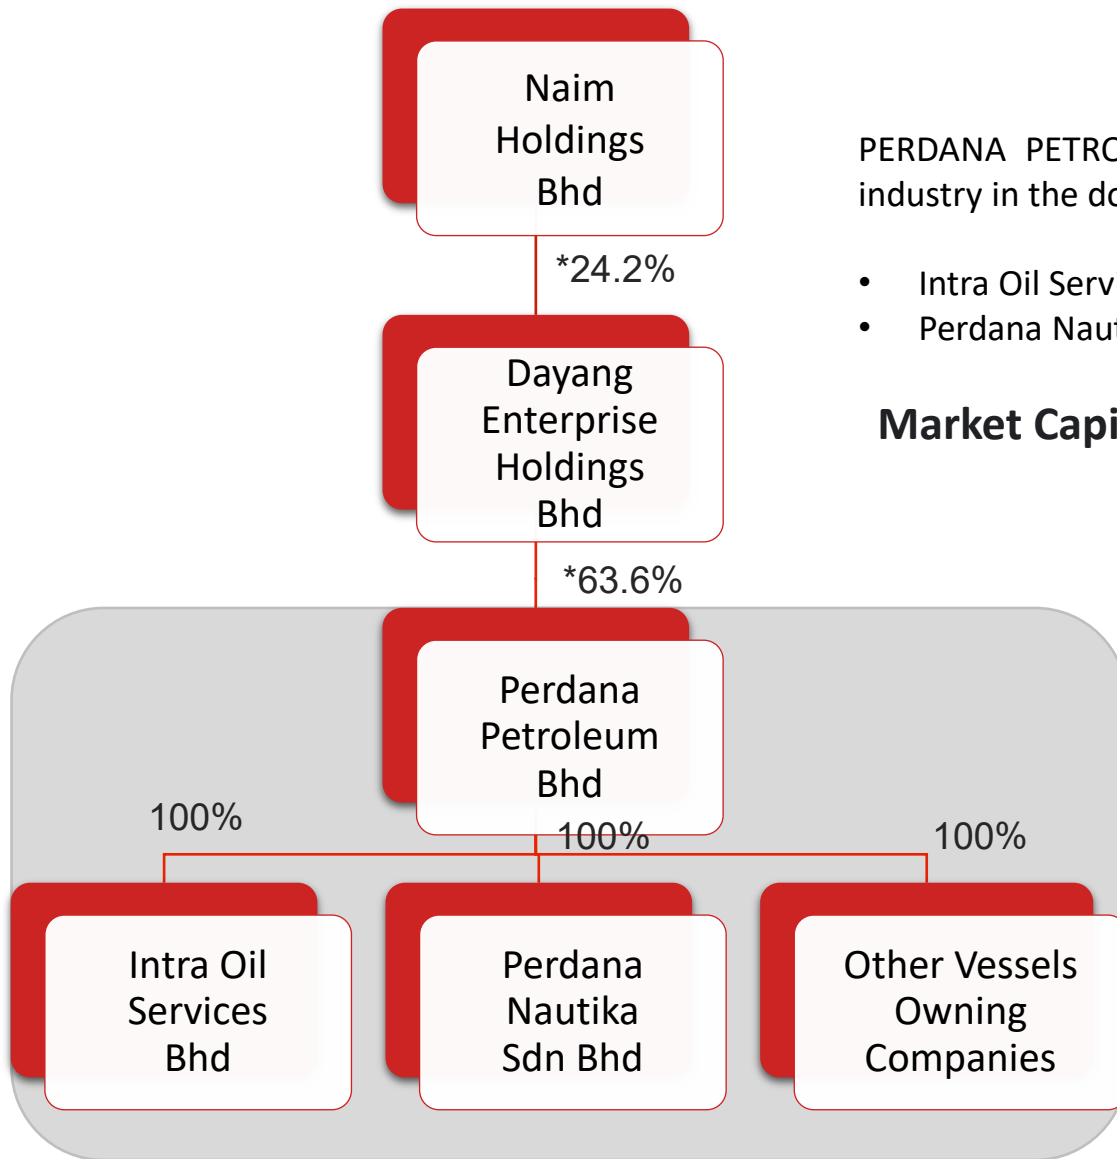 Naim
Holdings
Bhd
*24.2%
Dayang
Enterprise
Holdings
Bhd
*63.6%
Perdana
Petroleum
Bhd
100%
100%
100%
Intra Oil
Services
Bhd
Perdana
Nautika
Sdn Bhd
Other Vessels
Owning
Companies
PERDANA PETRO
industry in the do
• Intra Oil Serv
• Perdana Naut
Market Capi